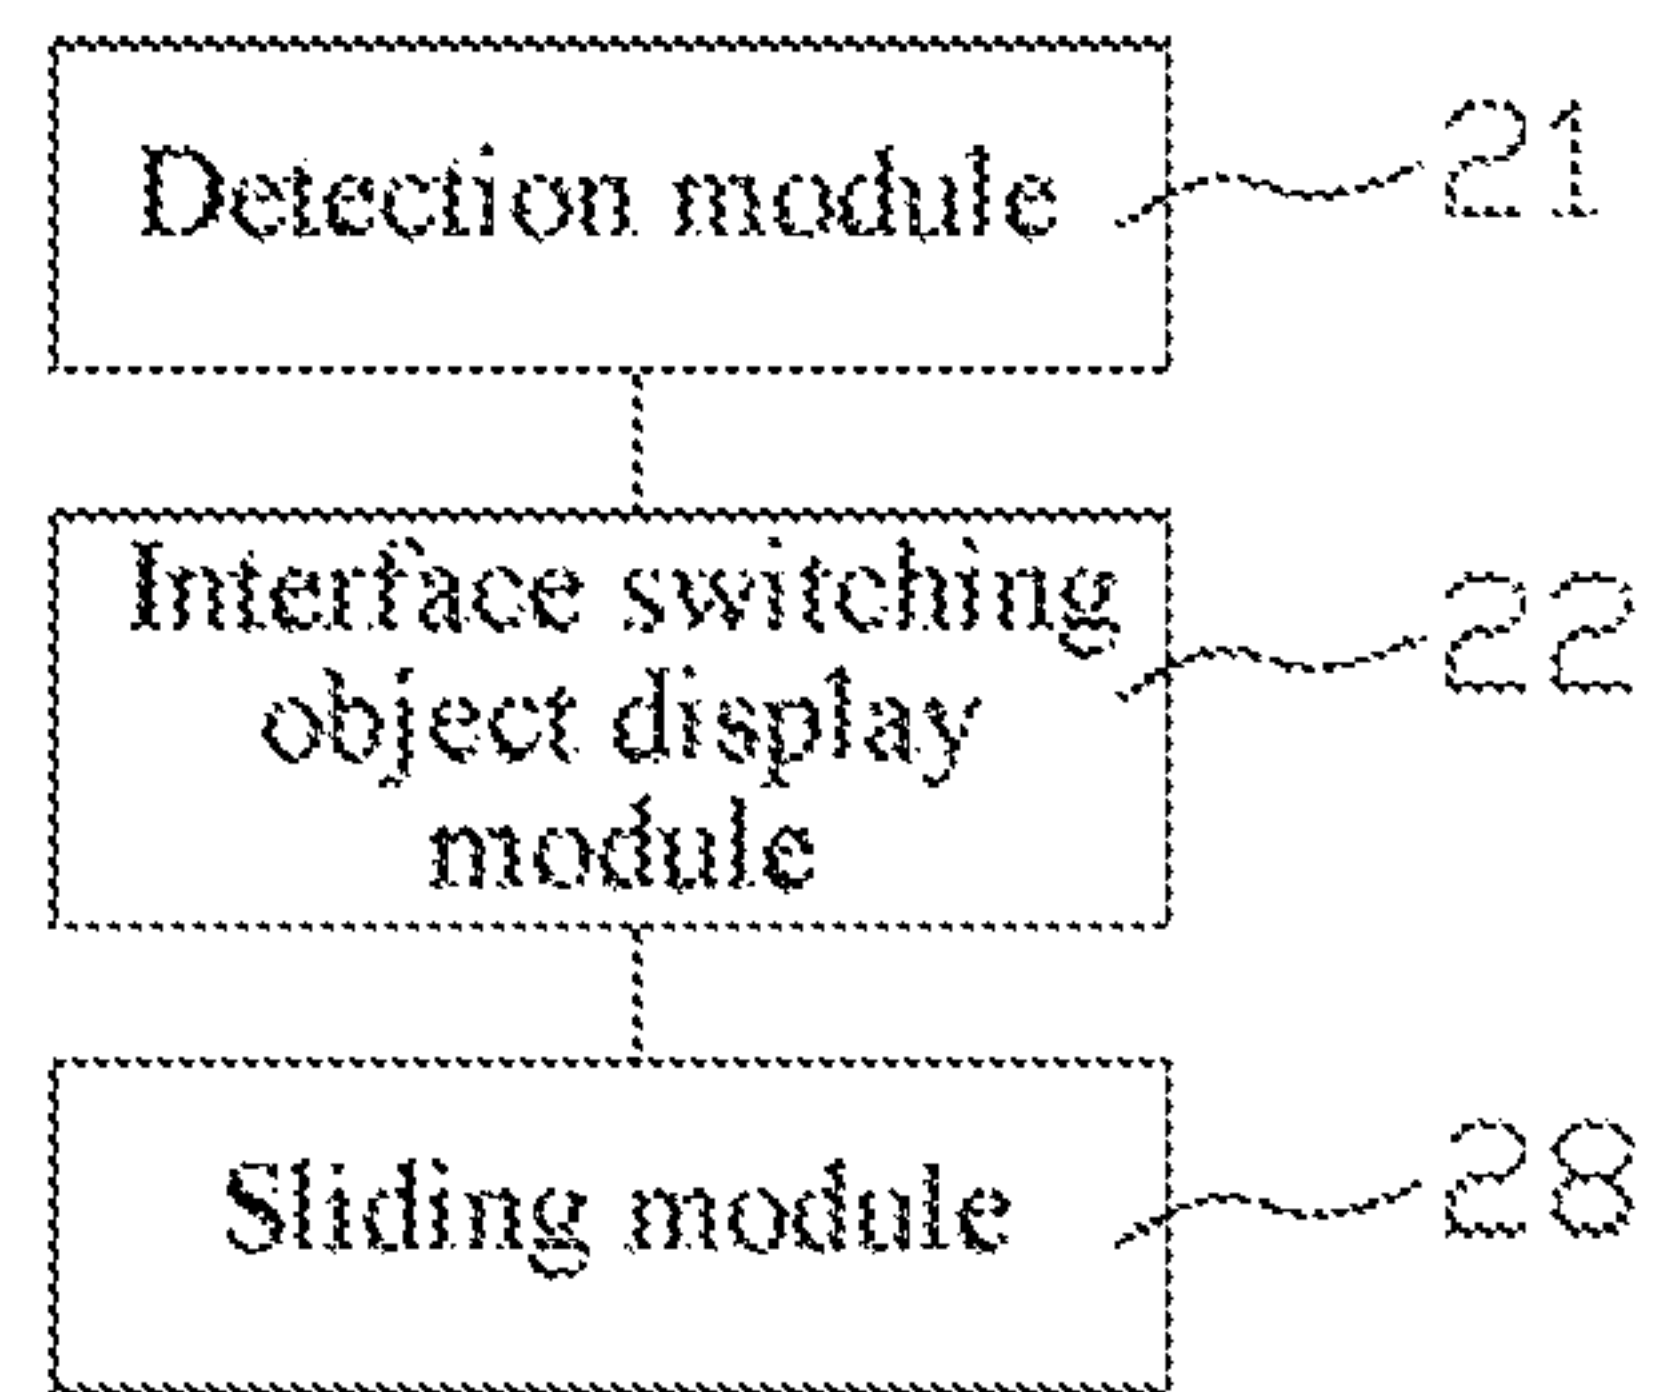 Detection module
21
Interface switching
object display
module
22
Sliding module
28